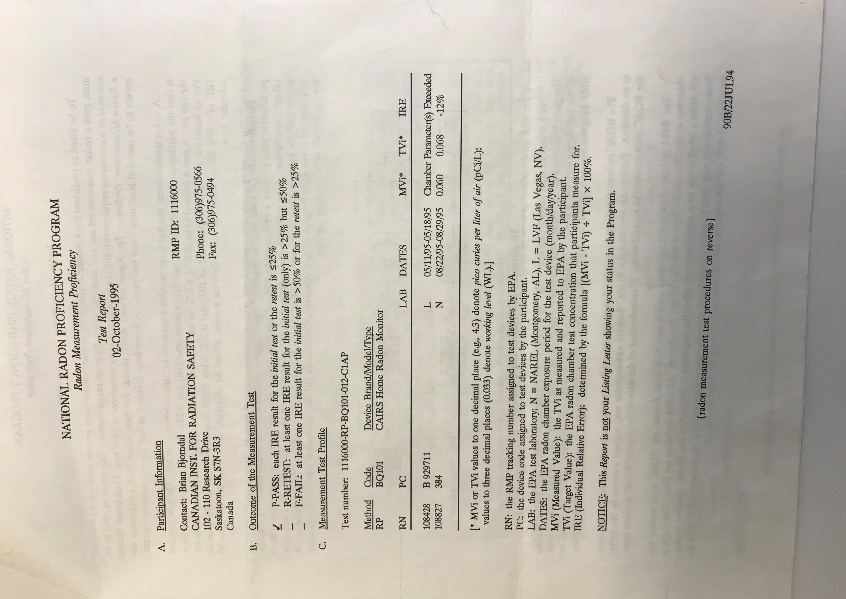 NATIONAL RADON PROFICIENCY PROGRAM
Radon Measurement Proficiency
Test Report
02-October-1995
A. Participant Information
RMP ID: 1116000
Contact: Brian Bjorndal
CANADIAN INST. FOR RADIATION SAFETY
102 - 110 Research Drive
Saskatoon, SK S7N-3R3
Canada
Phone: (306)975-0566
Fax: (306)975-0494
B. Outcome of the Measurement Test
✓ P-PASS: each IRE result for the initial test or the retest is ≤25%
_ R-RETEST: at least one IRE result for the initial test (only) is >25% but ≤50%
_ F-FAIL: at least one IRE result for the initial test is >50% or for the retest is >25%
C. Measurement Test Profile
Test number: 1116000-RP-BQ101-012-C1AP
Method Code Device Brand/Model/Type
RP BQ101 CAIRS Home Radon Monitor
RN PC LAB DATES MVi* TVi* IRE
108428 B 929711 L 05/11/95-05/18/95 Chamber Parameter(s) Exceeded
108827 384 N 08/22/95-08/29/95 0.060 0.068 -12%
[* MVi or TVi values to one decimal place (e.g., 4.3) denote pico curies per liter of air (pCi/L);
values to three decimal places (0.033) denote working level (WL).]
RN: the RMP tracking number assigned to test devices by EPA.
PC: the device code assigned to test devices by the participant.
LAB: the EPA test laboratory; N = NAREL (Montgomery, AL), L = LVF (Las Vegas, NV).
DATES: the EPA radon chamber exposure period for the test device (month/day/year).
MVi (Measured Value): the TVi as measured and reported to EPA by the participant.
TVi (Target Value): the EPA radon chamber test concentration that participants measure for.
IRE (Individual Relative Error): determined by the formula [(MVi - TVi) ÷ TVi] × 100%.
NOTICE: This Report is not your Listing Letter showing your status in the Program.
[radon measurement test procedures on reverse]
90B/22JUL94